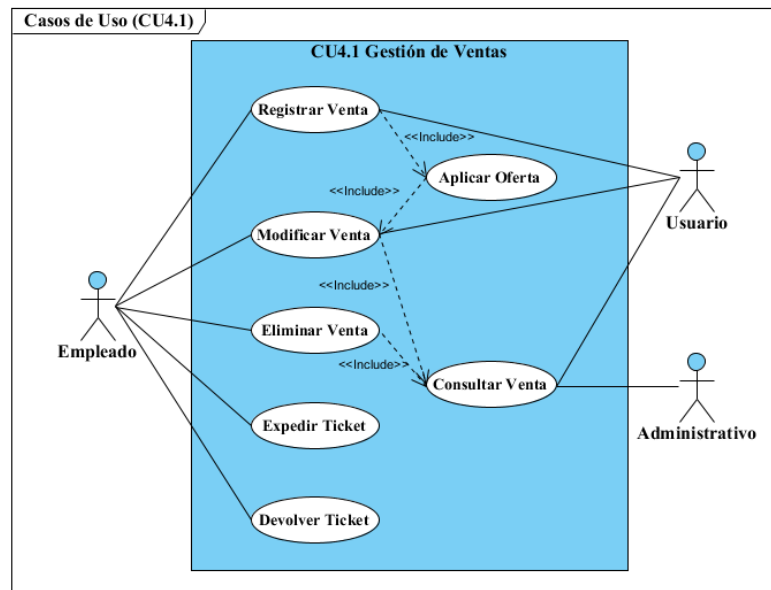 Casos de Uso (CU4.1)
CU4.1 Gestión de Ventas
Registrar Venta
<<Include>>
Aplicar Oferta
<<Include>>
Usuario
Modificar Venta
<<Include>>
Eliminar Venta
Empleado
<<Include>>
Consultar Venta
Expedir Ticket
Administrativo
Devolver Ticket